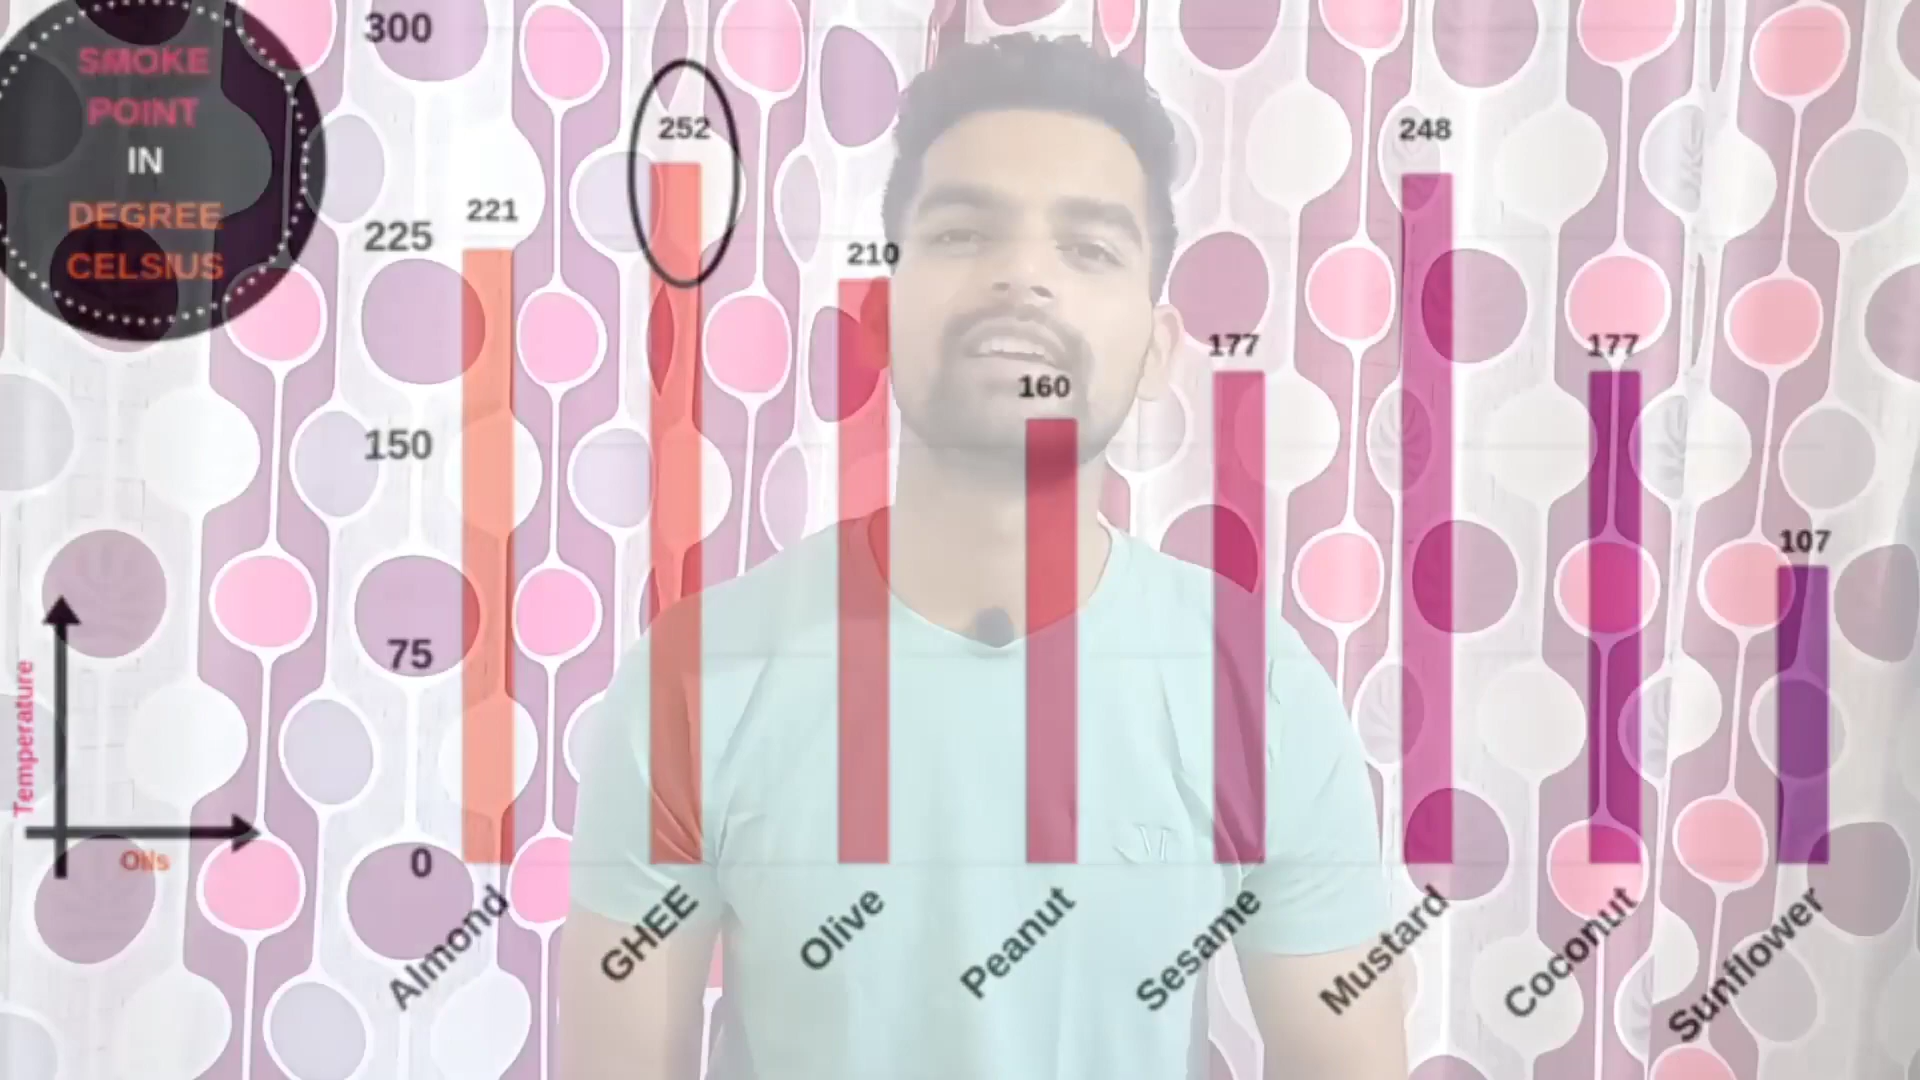 SMOKE
POINT
IN
DEGREE
CELSIUS
300
225
150
75
0
221
252
210
160
177
248
177
107
Temperature
Oils
Almond
GHEE
Olive
Peanut
Sesame
Mustard
Coconut
Sunflower